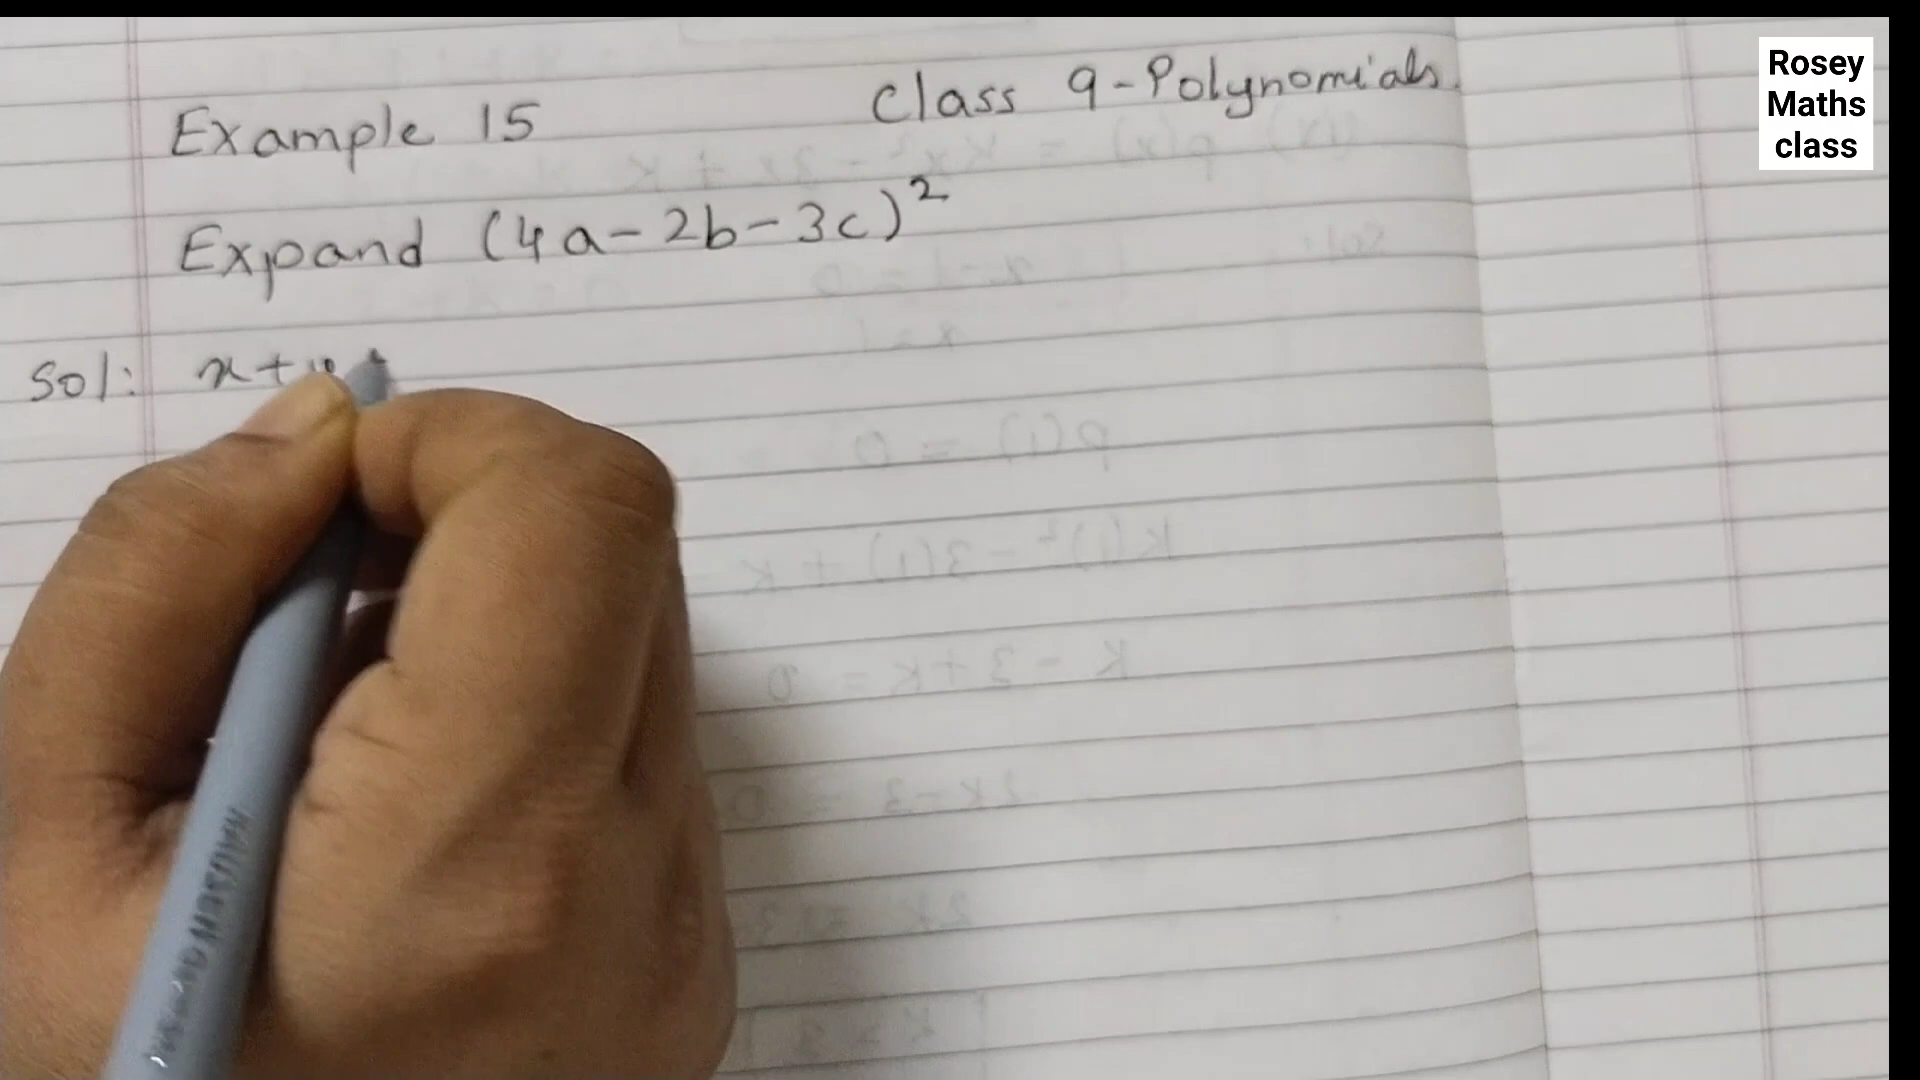 Rosey
Maths
class
Class 9-Polynomials.
Example 15
Expand (4a-2b-3c)²
Sol: x+y